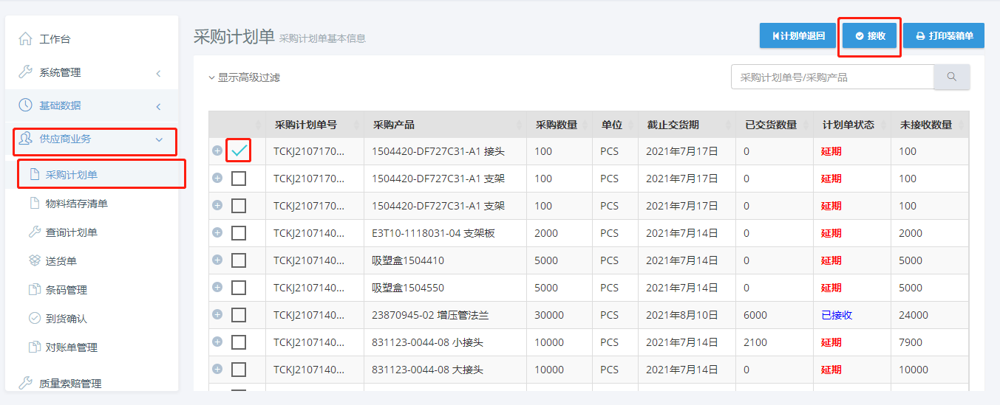 工作台
系统管理
基础数据
供应商业务
采购计划单
物料结存清单
查询计划单
送货单
条码管理
到货确认
对账单管理
质量索赔管理
采购计划单 采购计划单基本信息
计划单退回 接收 打印装箱单
显示高级过滤 采购计划单号/采购产品
采购计划单号 采购产品 采购数量 单位 截止交货期 已交货数量 计划单状态 未接收数量
TCKJ2107170... 1504420-DF727C31-A1 接头 100 PCS 2021年7月17日 0 延期 100
TCKJ2107170... 1504420-DF727C31-A1 支架 100 PCS 2021年7月17日 0 延期 100
TCKJ2107170... 1504420-DF727C31-A1 支架 100 PCS 2021年7月17日 0 延期 100
TCKJ2107140... E3T10-1118031-04 支架板 2000 PCS 2021年7月14日 0 延期 2000
TCKJ2107140... 吸塑盒1504410 5000 PCS 2021年7月14日 0 延期 5000
TCKJ2107140... 吸塑盒1504550 5000 PCS 2021年7月14日 0 延期 5000
TCKJ2107140... 23870945-02 增压管法兰 30000 PCS 2021年8月10日 6000 已接收 24000
TCKJ2107140... 831123-0044-08 小接头 10000 PCS 2021年7月14日 2100 延期 7900
TCKJ2107140... 831123-0044-08 大接头 10000 PCS 2021年7月14日 0 延期 10000